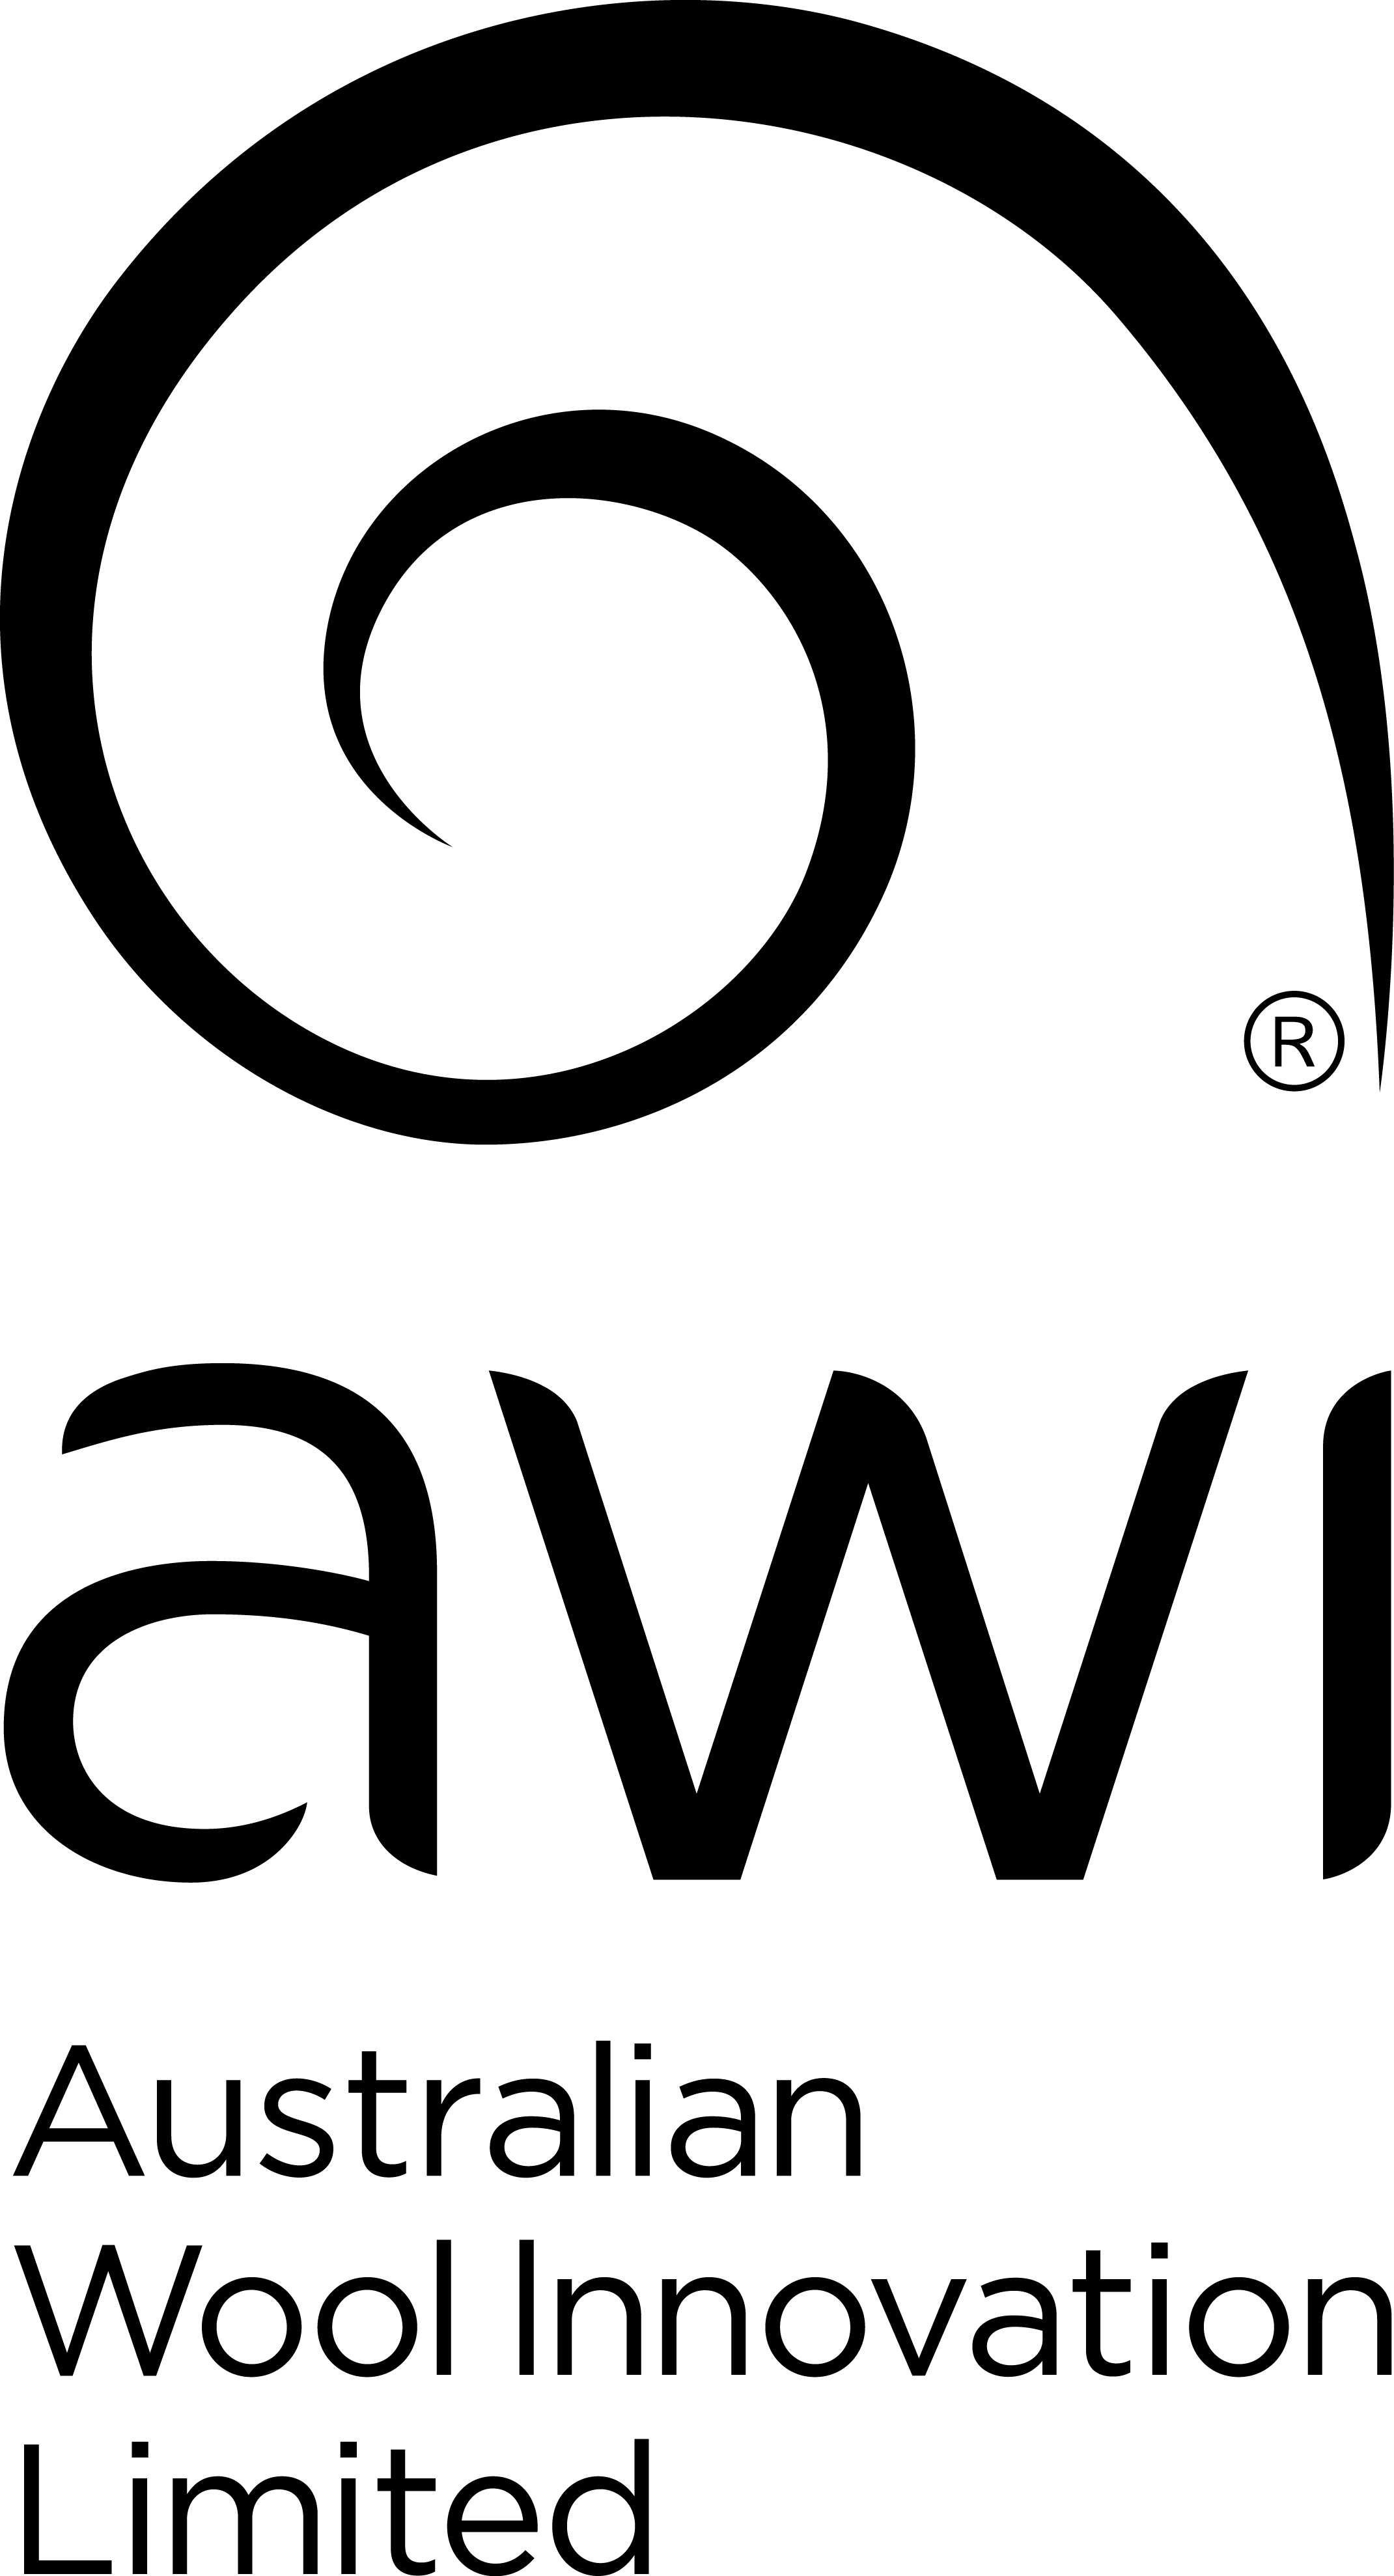 ®
awi
Australian
Wool Innovation
Limited